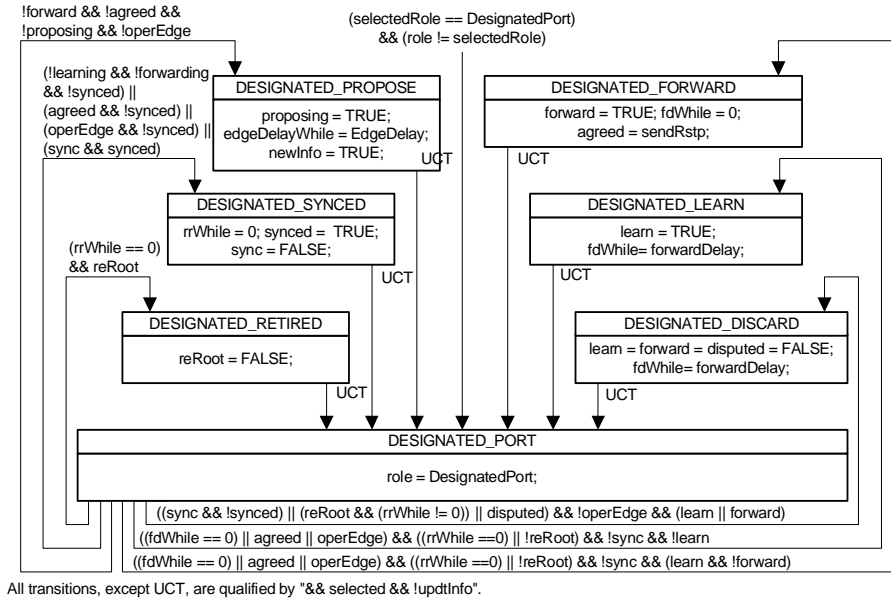 !forward && !agreed &&
!proposing && !operEdge
(selectedRole == DesignatedPort)
&& (role != selectedRole)
(!learning && !forwarding
&& !synced) ||
(agreed && !synced) ||
(operEdge && !synced) ||
(sync && synced)
DESIGNATED_PROPOSE
proposing = TRUE;
edgeDelayWhile = EdgeDelay;
newInfo = TRUE;
UCT
DESIGNATED_FORWARD
forward = TRUE; fdWhile = 0;
agreed = sendRstp;
UCT
DESIGNATED_SYNCED
rrWhile = 0; synced = TRUE;
sync = FALSE;
UCT
DESIGNATED_LEARN
learn = TRUE;
fdWhile= forwardDelay;
UCT
(rrWhile == 0)
&& reRoot
DESIGNATED_RETIRED
reRoot = FALSE;
UCT
DESIGNATED_DISCARD
learn = forward = disputed = FALSE;
fdWhile= forwardDelay;
UCT
DESIGNATED_PORT
role = DesignatedPort;
((sync && !synced) || (reRoot && (rrWhile != 0)) || disputed) && !operEdge && (learn || forward)
((fdWhile == 0) || agreed || operEdge) && ((rrWhile ==0) || !reRoot) && !sync && !learn
((fdWhile == 0) || agreed || operEdge) && ((rrWhile ==0) || !reRoot) && !sync && (learn && !forward)
All transitions, except UCT, are qualified by "&& selected && !updtInfo".